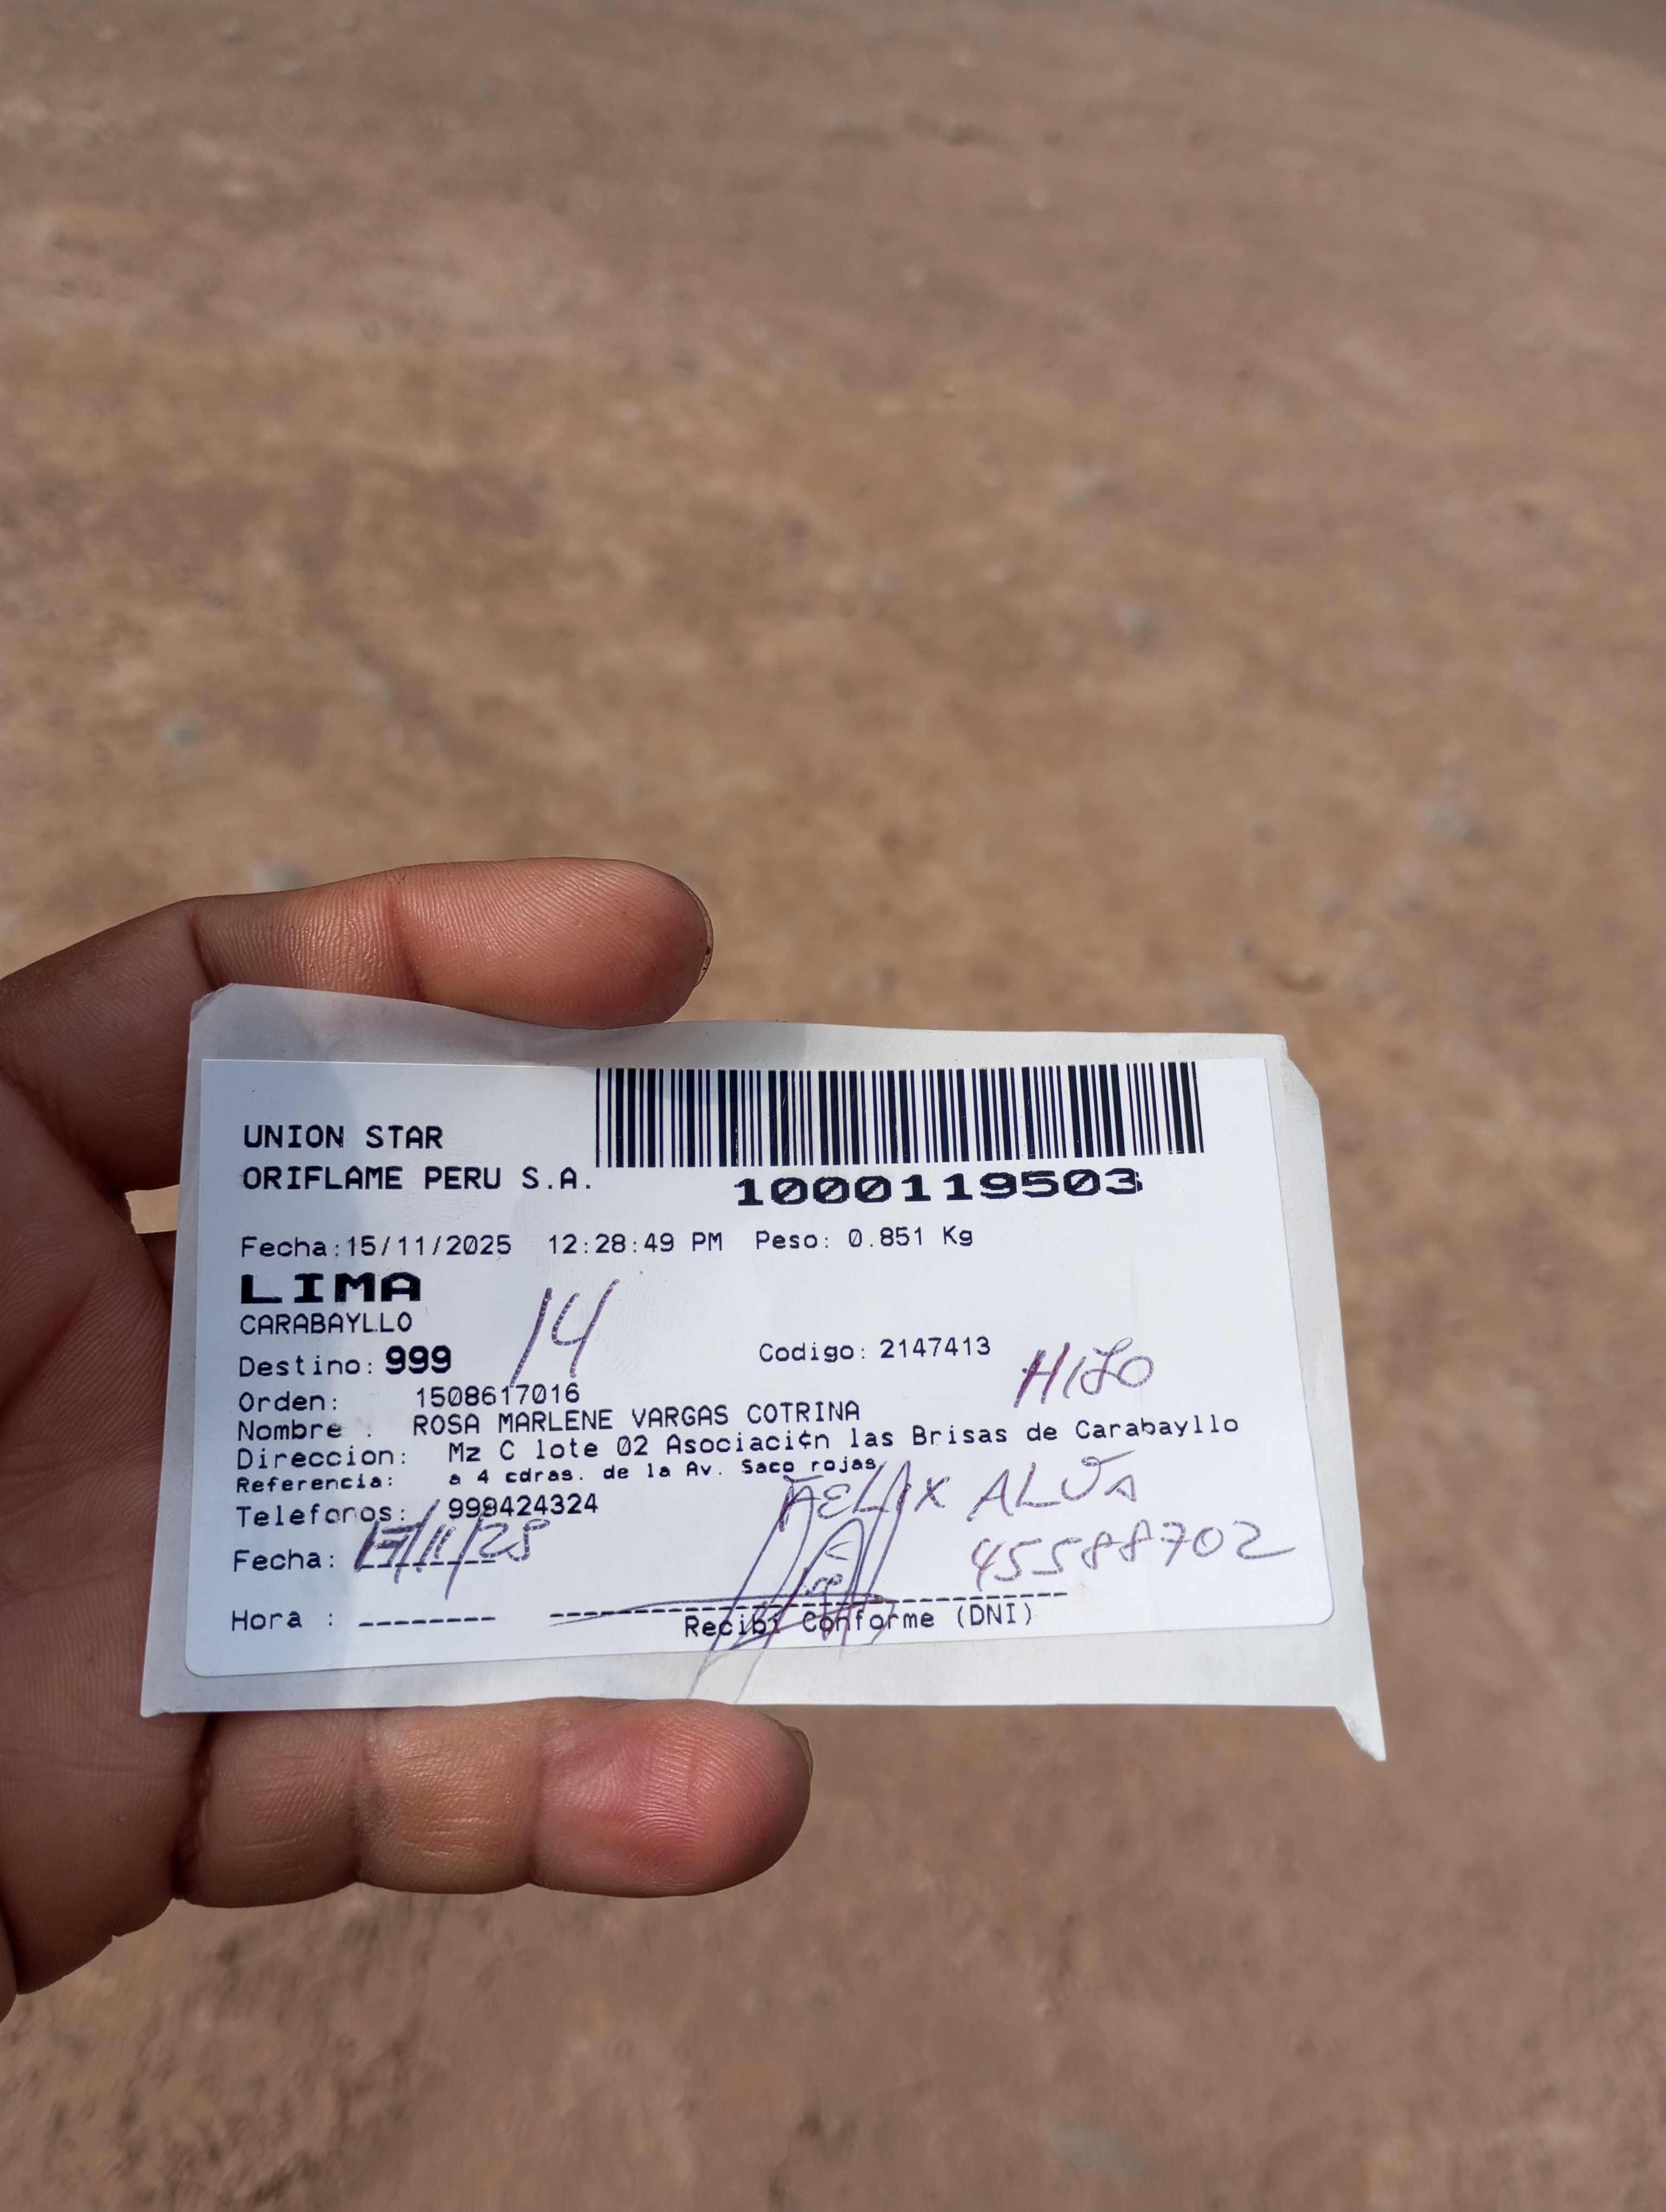 UNION STAR
ORIFLAME PERU S.A.
1000119503
Fecha:15/11/2025 12:28:49 PM Peso: 0.851 Kg
LIMA
CARABAYLLO
14
Destino: 999
Codigo: 2147413
HIJO
Orden: 1508617016
Nombre : ROSA MARLENE VARGAS COTRINA
Direccion: Mz C lote 02 Asociaci¢n las Brisas de Carabayllo
Referencia: a 4 cdras. de la Av. Saco rojas
Telefonos: 999424324
FELIX ALVA
Fecha: 17/11/25
45588702
Hora : --------
Recibi Conforme (DNI)